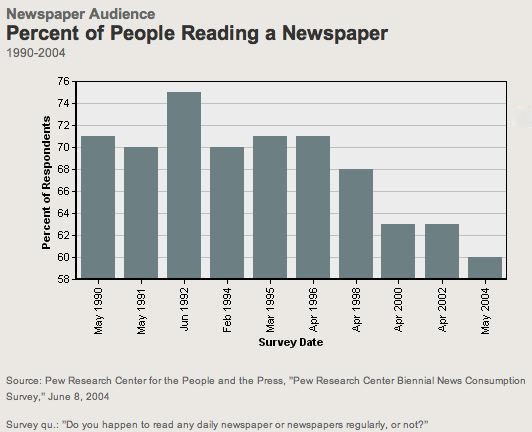 Newspaper Audience
Percent of People Reading a Newspaper
1990-2004
76
74
72
70
68
66
64
62
60
58
Percent of Respondents
May 1990
May 1991
Jun 1992
Feb 1994
Mar 1995
Apr 1996
Apr 1998
Apr 2000
Apr 2002
May 2004
Survey Date
Source: Pew Research Center for the People and the Press, "Pew Research Center Biennial News Consumption
Survey," June 8, 2004
Survey qu.: "Do you happen to read any daily newspaper or newspapers regularly, or not?"